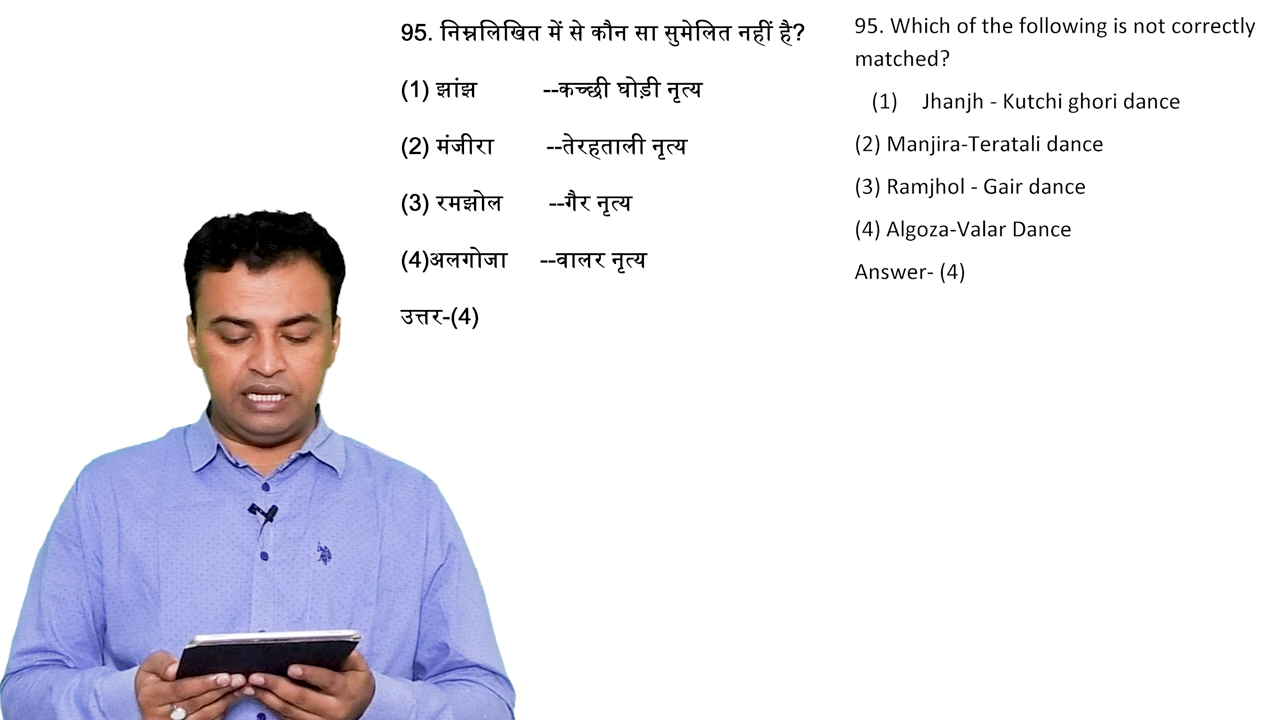 95. निम्नलिखित में से कौन सा सुमेलित नहीं है?
(1) झांझ --कच्छी घोड़ी नृत्य
(2) मंजीरा --तेरहताली नृत्य
(3) रमझोल --गैर नृत्य
(4)अलगोजा --वालर नृत्य
उत्तर-(4)
95. Which of the following is not correctly
matched?
(1) Jhanjh - Kutchi ghori dance
(2) Manjira-Teratali dance
(3) Ramjhol - Gair dance
(4) Algoza-Valar Dance
Answer- (4)